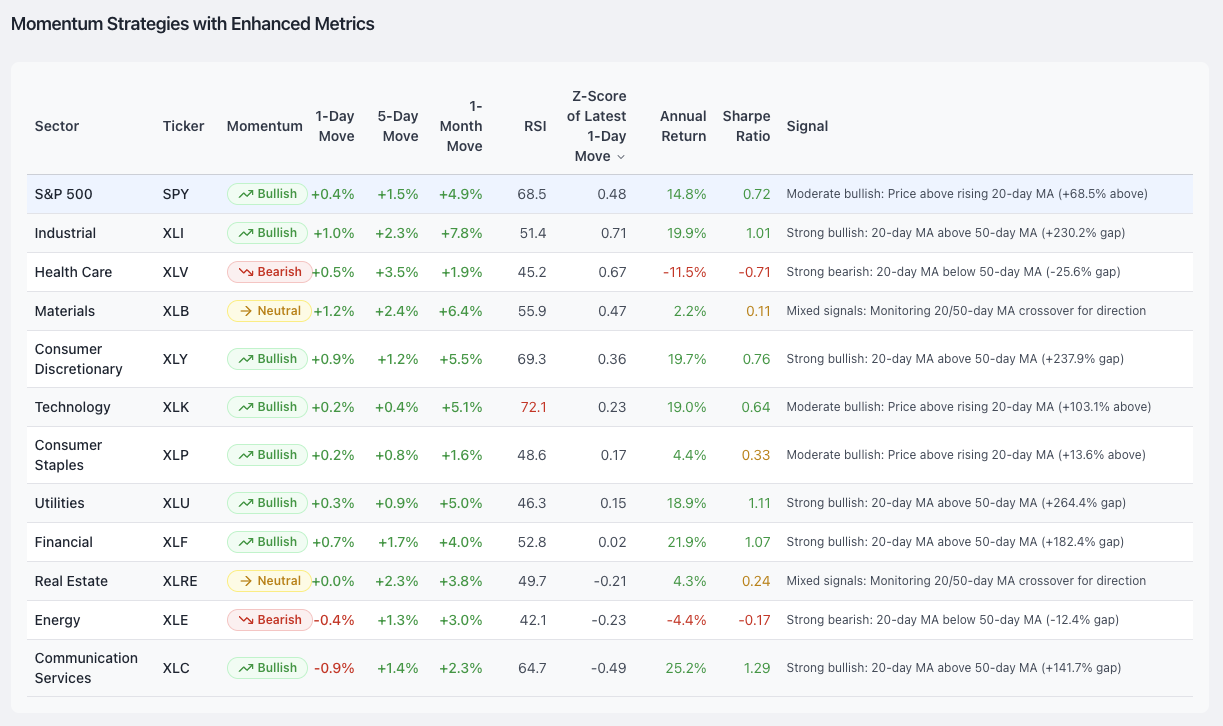 Momentum Strategies with Enhanced Metrics
Sector Ticker Momentum 1-Day Move 5-Day Move 1-Month Move RSI Z-Score of Latest 1-Day Move Annual Return Sharpe Ratio Signal
S&P 500 SPY Bullish +0.4% +1.5% +4.9% 68.5 0.48 14.8% 0.72 Moderate bullish: Price above rising 20-day MA (+68.5% above)
Industrial XLI Bullish +1.0% +2.3% +7.8% 51.4 0.71 19.9% 1.01 Strong bullish: 20-day MA above 50-day MA (+230.2% gap)
Health Care XLV Bearish +0.5% +3.5% +1.9% 45.2 0.67 -11.5% -0.71 Strong bearish: 20-day MA below 50-day MA (-25.6% gap)
Materials XLB Neutral +1.2% +2.4% +6.4% 55.9 0.47 2.2% 0.11 Mixed signals: Monitoring 20/50-day MA crossover for direction
Consumer Discretionary XLY Bullish +0.9% +1.2% +5.5% 69.3 0.36 19.7% 0.76 Strong bullish: 20-day MA above 50-day MA (+237.9% gap)
Technology XLK Bullish +0.2% +0.4% +5.1% 72.1 0.23 19.0% 0.64 Moderate bullish: Price above rising 20-day MA (+103.1% above)
Consumer Staples XLP Bullish +0.2% +0.8% +1.6% 48.6 0.17 4.4% 0.33 Moderate bullish: Price above rising 20-day MA (+13.6% above)
Utilities XLU Bullish +0.3% +0.9% +5.0% 46.3 0.15 18.9% 1.11 Strong bullish: 20-day MA above 50-day MA (+264.4% gap)
Financial XLF Bullish +0.7% +1.7% +4.0% 52.8 0.02 21.9% 1.07 Strong bullish: 20-day MA above 50-day MA (+182.4% gap)
Real Estate XLRE Neutral +0.0% +2.3% +3.8% 49.7 -0.21 4.3% 0.24 Mixed signals: Monitoring 20/50-day MA crossover for direction
Energy XLE Bearish -0.4% +1.3% +3.0% 42.1 -0.23 -4.4% -0.17 Strong bearish: 20-day MA below 50-day MA (-12.4% gap)
Communication Services XLC Bullish -0.9% +1.4% +2.3% 64.7 -0.49 25.2% 1.29 Strong bullish: 20-day MA above 50-day MA (+141.7% gap)